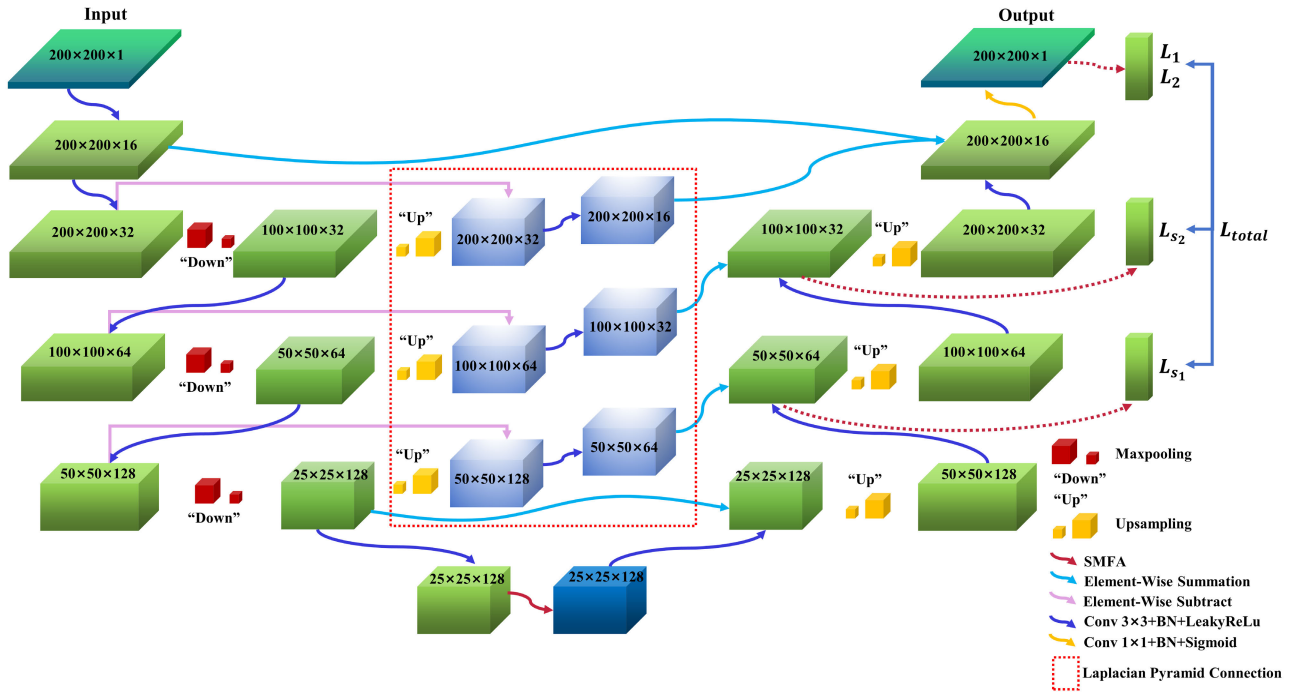 Input
Output
200×200×1
200×200×1
L₁
L₂
200×200×16
200×200×16
200×200×32
"Down"
100×100×32
"Up"
200×200×32
200×200×16
100×100×32
"Up"
200×200×32
Lₛ₂
Lₜₒₜₐₗ
100×100×64
"Down"
50×50×64
"Up"
100×100×64
100×100×32
50×50×64
"Up"
100×100×64
Lₛ₁
50×50×128
"Down"
25×25×128
"Up"
50×50×128
50×50×64
25×25×128
"Up"
50×50×128
25×25×128
25×25×128
Maxpooling
"Down"
"Up"
Upsampling
SMFA
Element-Wise Summation
Element-Wise Subtract
Conv 3×3+BN+LeakyReLu
Conv 1×1+BN+Sigmoid
Laplacian Pyramid Connection